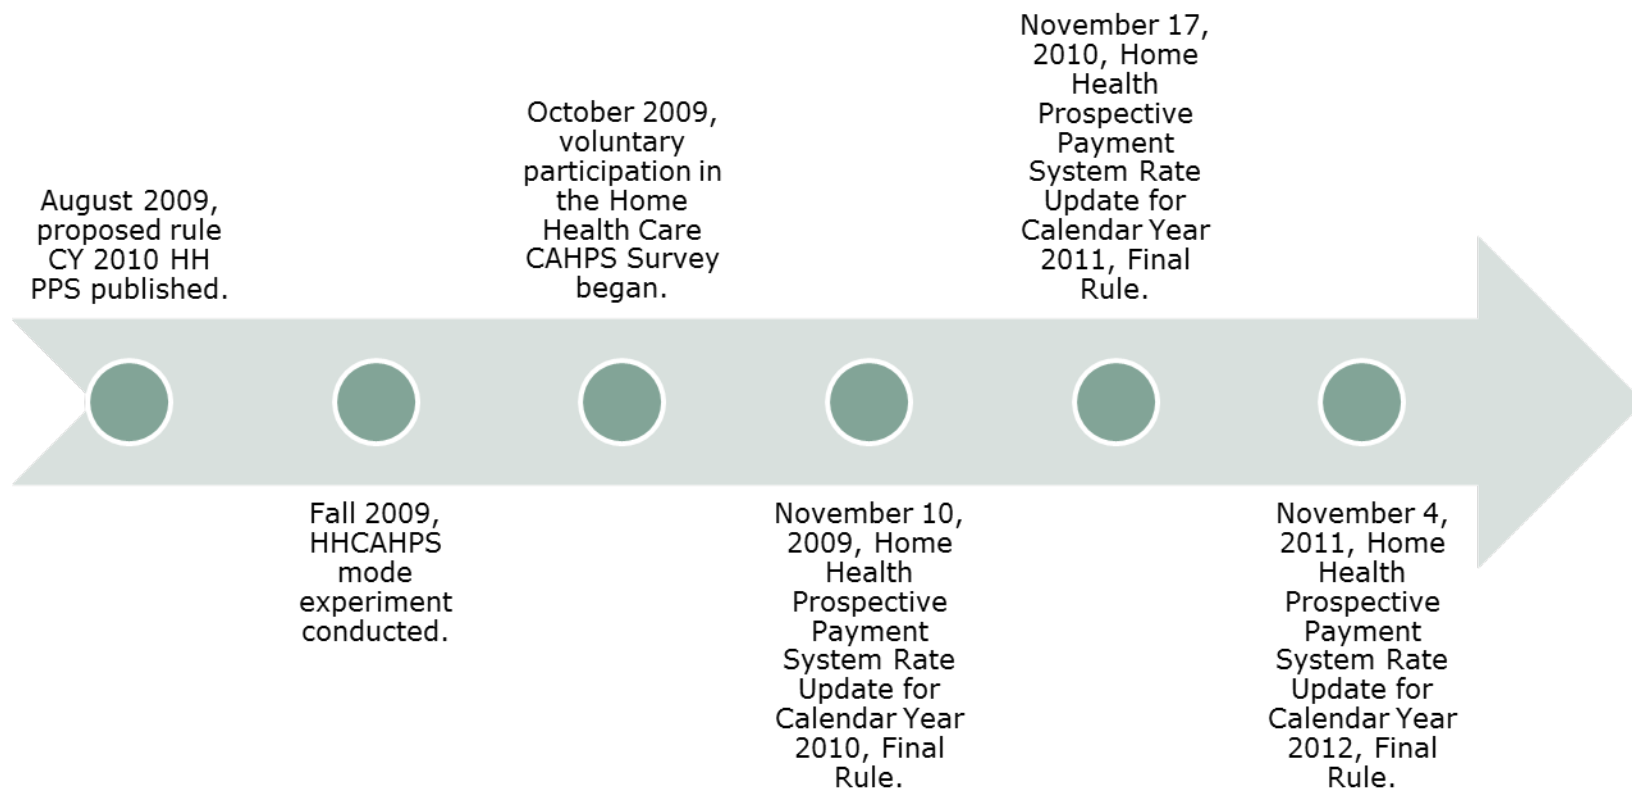 August 2009,
proposed rule
CY 2010 HH
PPS published.
Fall 2009,
HHCAHPS
mode
experiment
conducted.
October 2009,
voluntary
participation in
the Home
Health Care
CAHPS Survey
began.
November 10,
2009, Home
Health
Prospective
Payment
System Rate
Update for
Calendar Year
2010, Final
Rule.
November 17,
2010, Home
Health
Prospective
Payment
System Rate
Update for
Calendar Year
2011, Final
Rule.
November 4,
2011, Home
Health
Prospective
Payment
System Rate
Update for
Calendar Year
2012, Final
Rule.